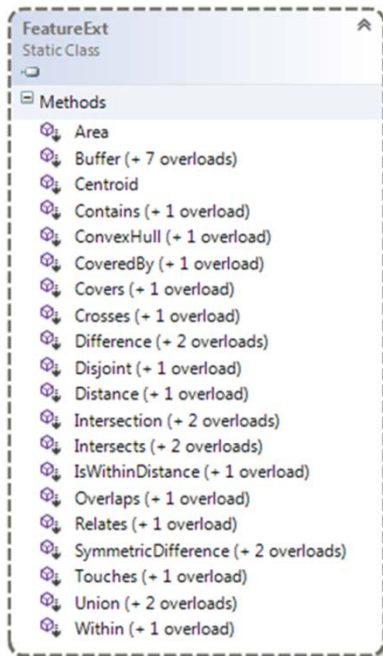 FeatureExt
Static Class
Methods
Area
Buffer (+ 7 overloads)
Centroid
Contains (+ 1 overload)
ConvexHull (+ 1 overload)
CoveredBy (+ 1 overload)
Covers (+ 1 overload)
Crosses (+ 1 overload)
Difference (+ 2 overloads)
Disjoint (+ 1 overload)
Distance (+ 1 overload)
Intersection (+ 2 overloads)
Intersects (+ 2 overloads)
IsWithinDistance (+ 1 overload)
Overlaps (+ 1 overload)
Relates (+ 1 overload)
SymmetricDifference (+ 2 overloads)
Touches (+ 1 overload)
Union (+ 2 overloads)
Within (+ 1 overload)